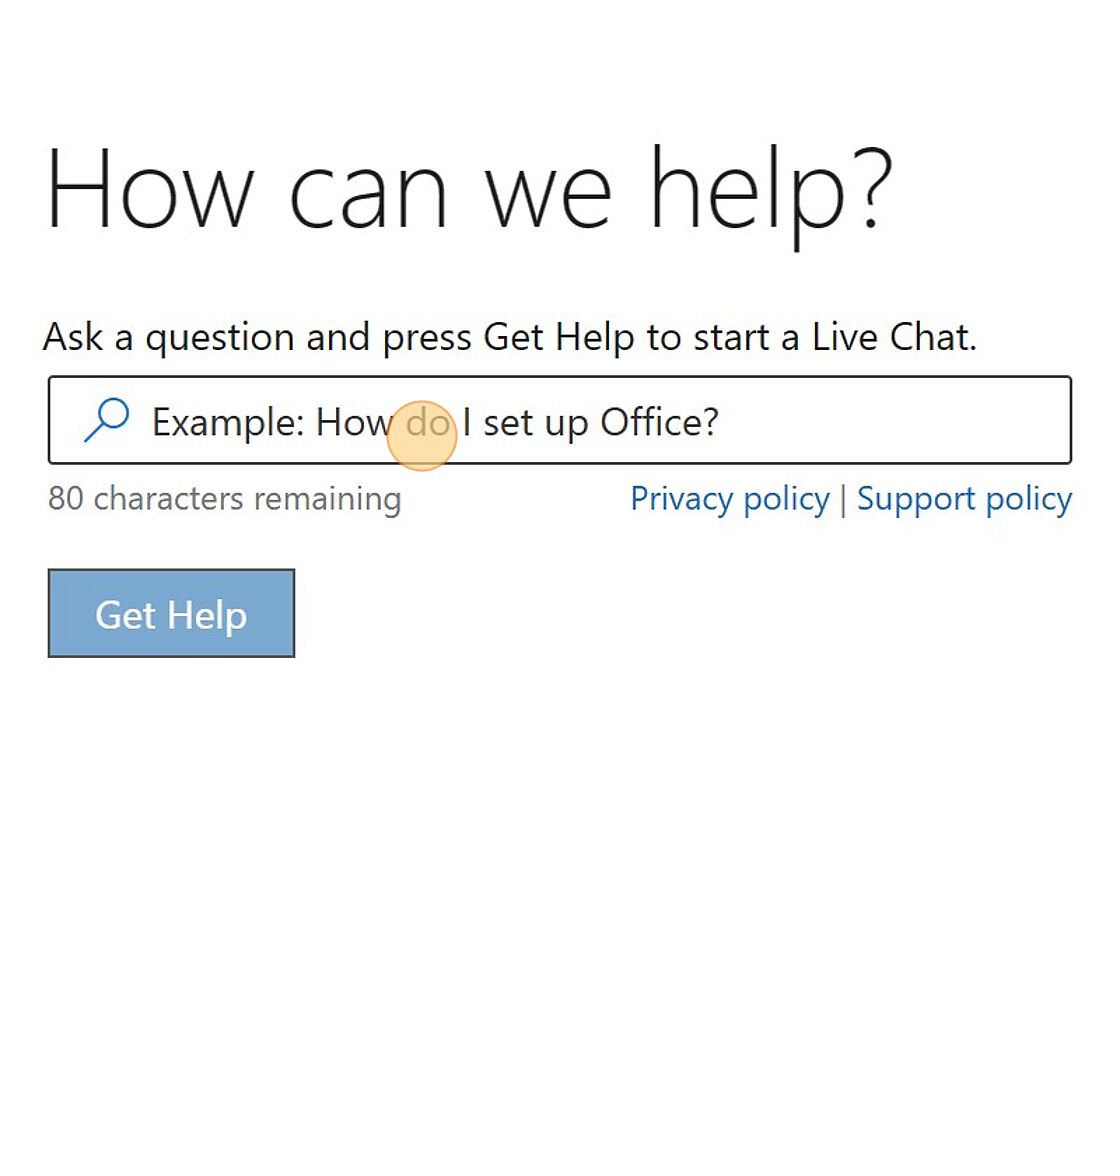 How can we help?
Ask a question and press Get Help to start a Live Chat.
Example: How do I set up Office?
80 characters remaining Privacy policy | Support policy
Get Help